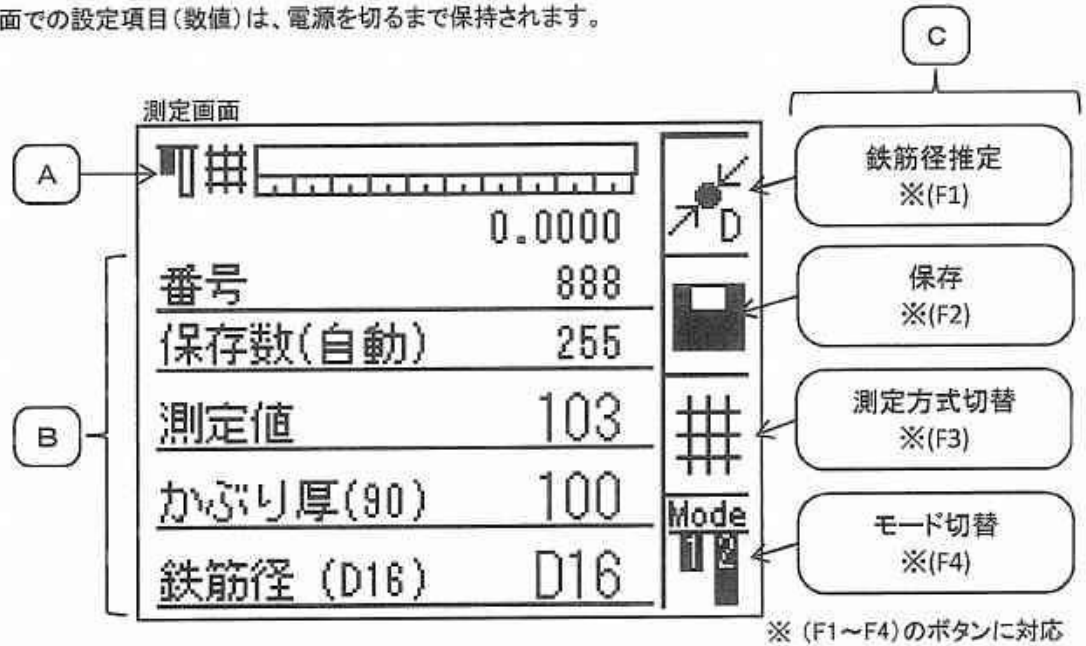 面での設定項目(数値)は、電源を切るまで保持されます。
C
測定画面
A
0.0000
D
鉄筋径推定
※(F1)
B
番号 888
保存数(自動) 255
測定値 103
かぶり厚(90) 100
鉄筋径 (D16) D16
保存
※(F2)
測定方式切替
※(F3)
Mode
1 2
モード切替
※(F4)
※ (F1~F4)のボタンに対応